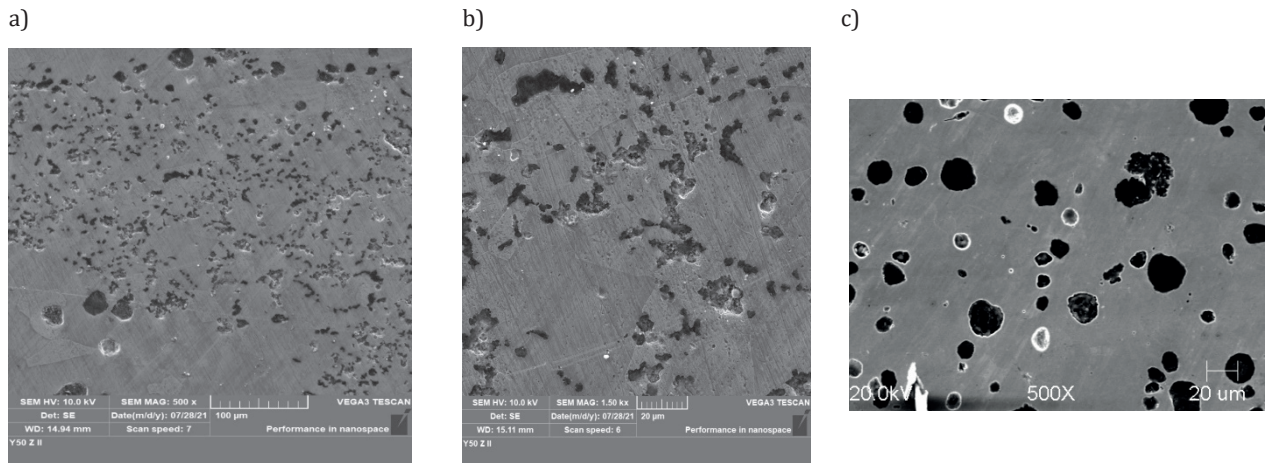 a)
b)
c)
SEM HV: 10.0 kV SEM MAG: 500 x VEGA3 TESCAN
Det: SE Date(m/d/y): 07/28/21 100 µm
WD: 14.94 mm Scan speed: 7 Performance in nanospace
Y50 Z II
SEM HV: 10.0 kV SEM MAG: 1.50 kx VEGA3 TESCAN
Det: SE Date(m/d/y): 07/28/21 20 µm
WD: 15.11 mm Scan speed: 6 Performance in nanospace
Y50 Z II
20.0kV 500X 20 um